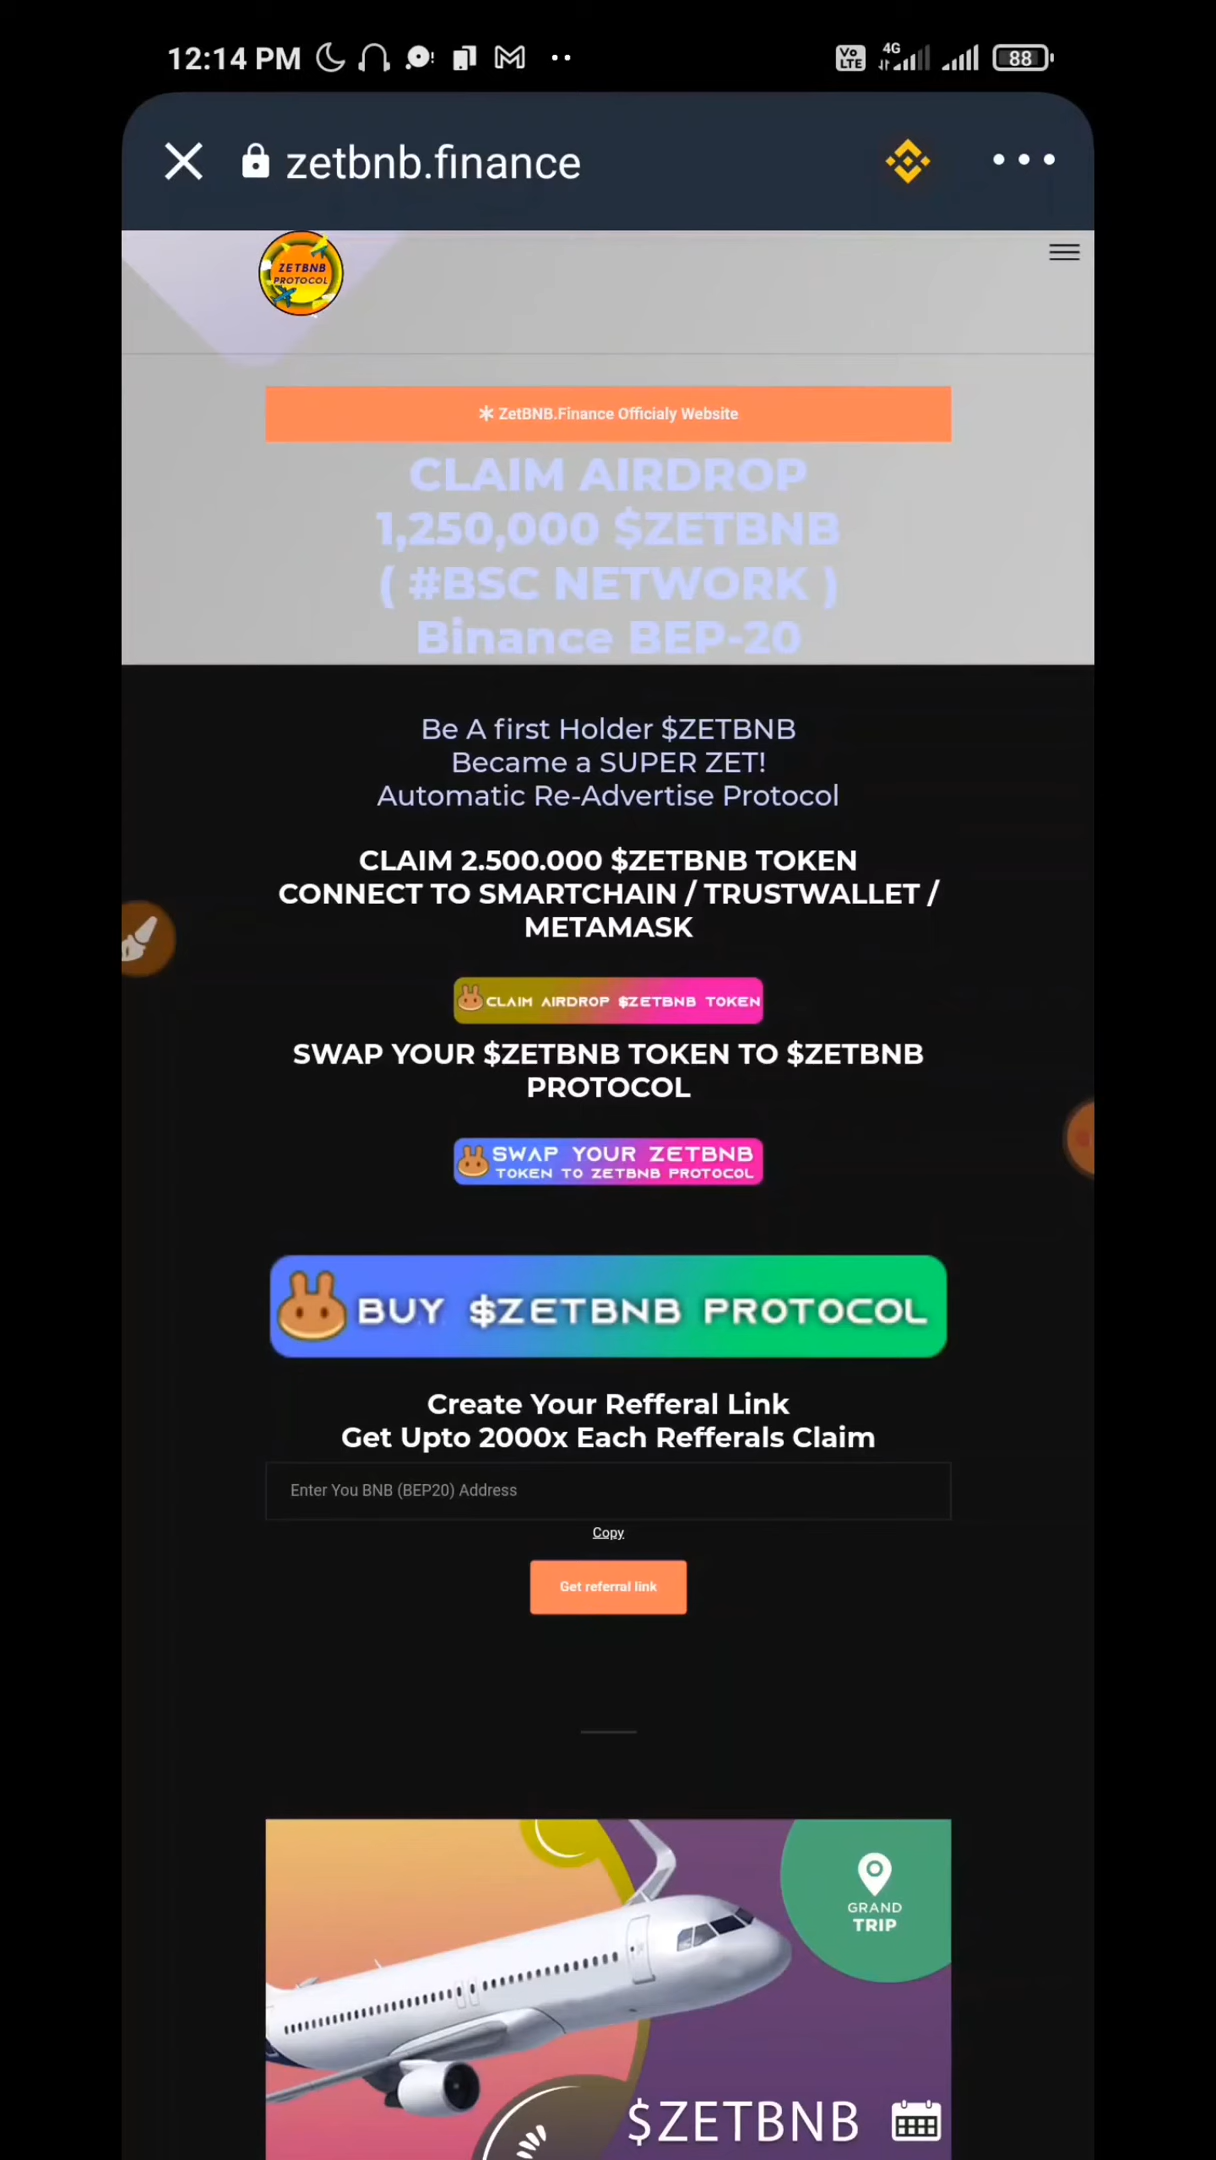 12:14 PM
Vo LTE
4G
88
zetbnb.finance
ZETBNB
PROTOCOL
ZetBNB.Finance Officialy Website
CLAIM AIRDROP
1,250,000 $ZETBNB
( #BSC NETWORK )
Binance BEP-20
Be A first Holder $ZETBNB
Became a SUPER ZET!
Automatic Re-Advertise Protocol
CLAIM 2.500.000 $ZETBNB TOKEN
CONNECT TO SMARTCHAIN / TRUSTWALLET /
METAMASK
CLAIM AIRDROP $ZETBNB TOKEN
SWAP YOUR $ZETBNB TOKEN TO $ZETBNB
PROTOCOL
SWAP YOUR ZETBNB
TOKEN TO ZETBNB PROTOCOL
BUY $ZETBNB PROTOCOL
Create Your Refferal Link
Get Upto 2000x Each Refferals Claim
Enter You BNB (BEP20) Address
Copy
Get referral link
GRAND
TRIP
$ZETBNB